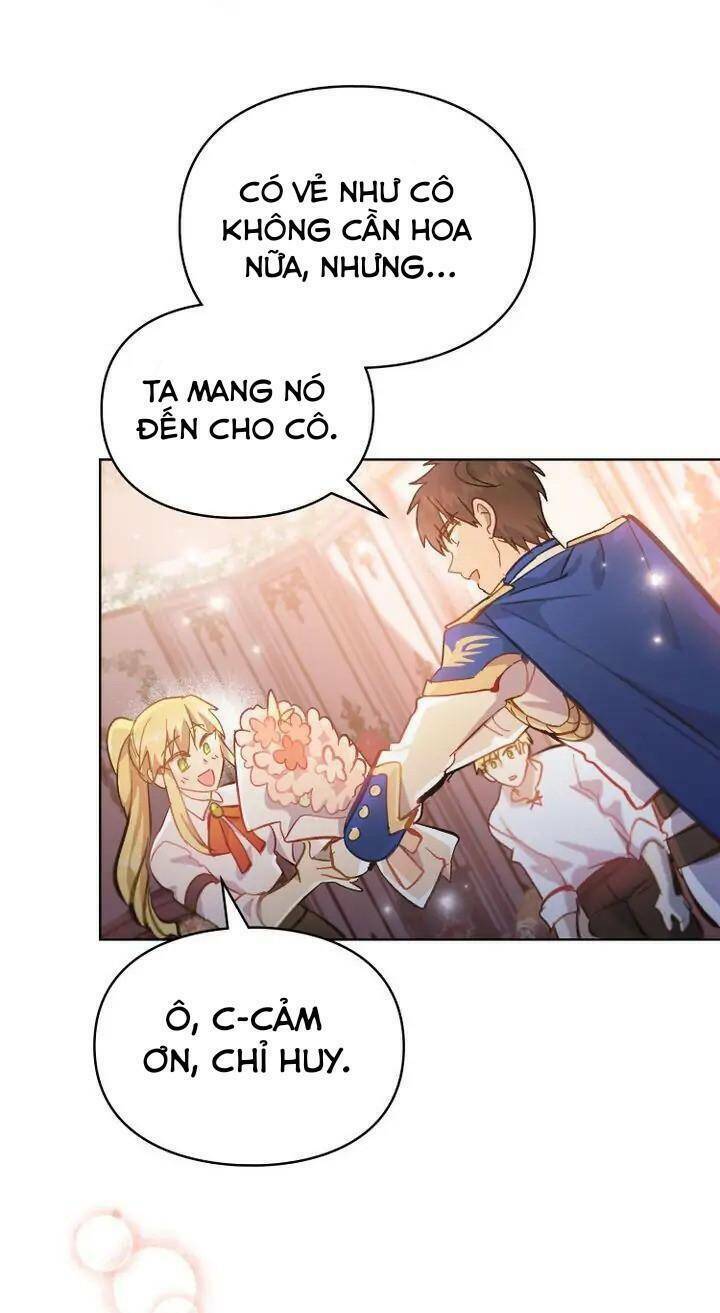 CÓ VẺ NHƯ CÔ
KHÔNG CẦN HOA
NỮA, NHƯNG...
TA MANG NÓ
ĐẾN CHO CÔ.
Ô, C-CẢM
ƠN, CHỈ HUY.